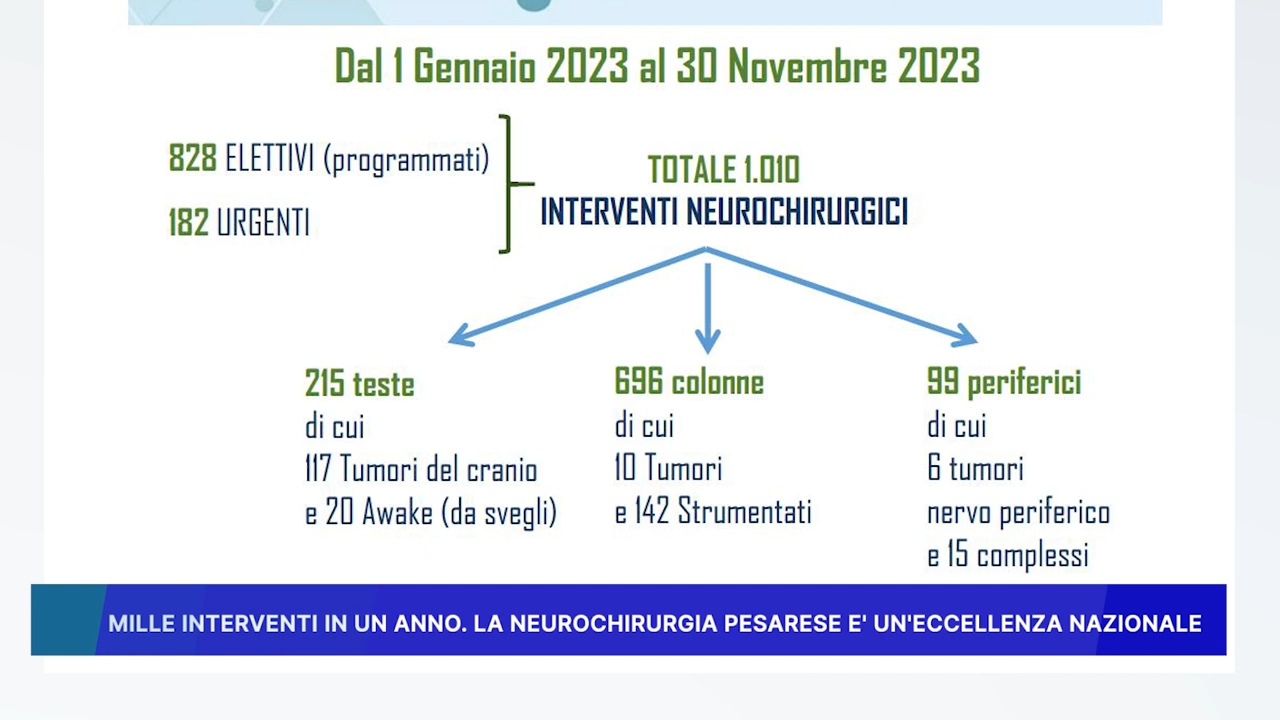 Dal 1 Gennaio 2023 al 30 Novembre 2023
828 ELETTIVI (programmati)
182 URGENTI
TOTALE 1.010
INTERVENTI NEUROCHIRURGICI
215 teste
di cui
117 Tumori del cranio
e 20 Awake (da svegli)
696 colonne
di cui
10 Tumori
e 142 Strumentati
99 periferici
di cui
6 tumori
nervo periferico
e 15 complessi
MILLE INTERVENTI IN UN ANNO. LA NEUROCHIRURGIA PESARESE E' UN'ECCELLENZA NAZIONALE